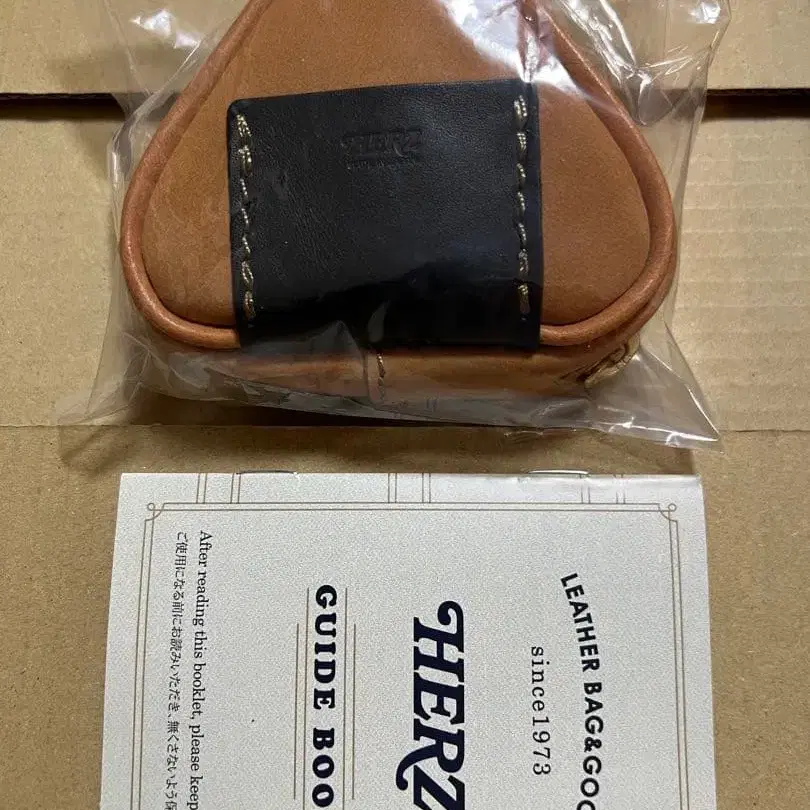 HERZ
LEATHER BAG&GOO
since1973
HERZ
GUIDE BOO
After reading this booklet, please keep
ご使用になる前にお読みいただき、無くさないよう保